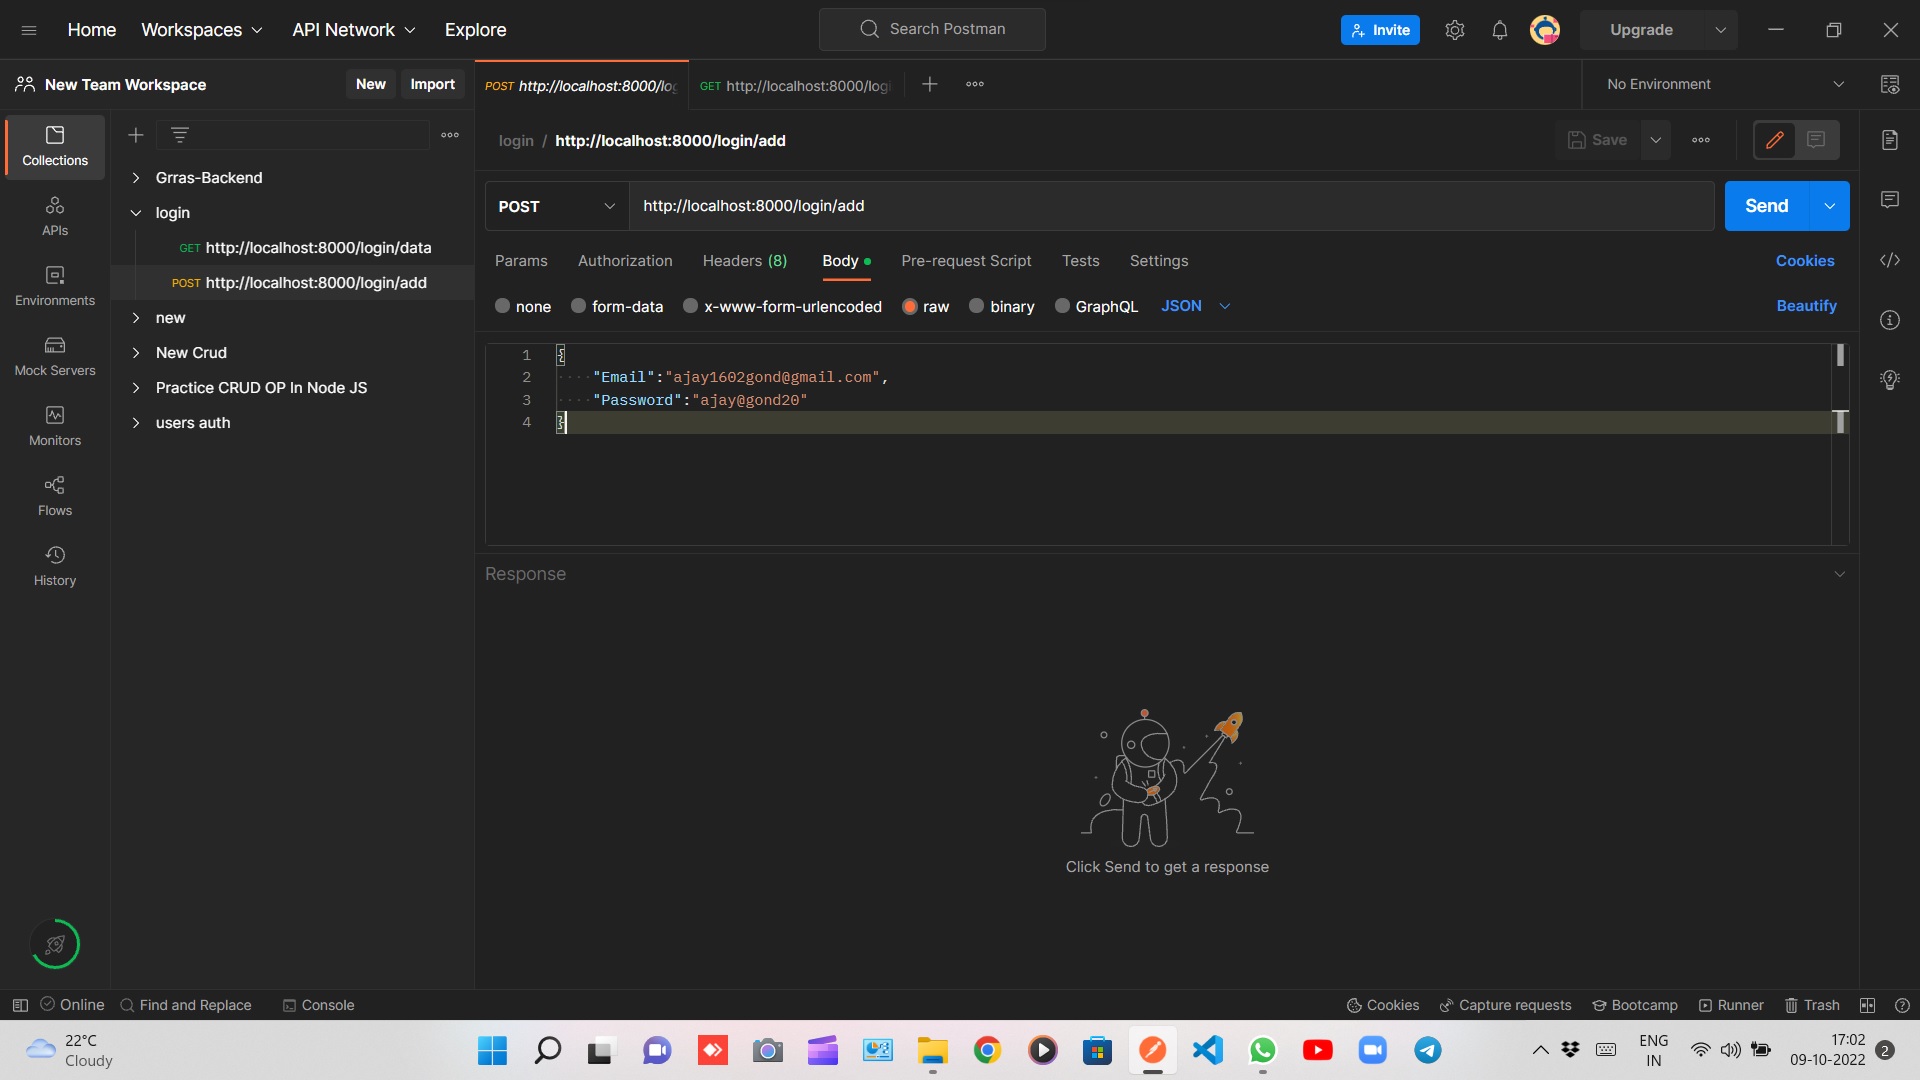 Home Workspaces API Network Explore Search Postman Invite Upgrade
New Team Workspace New Import POST http://localhost:8000/log GET http://localhost:8000/logi No Environment
login / http://localhost:8000/login/add Save
Collections
APIs
Environments
Mock Servers
Monitors
Flows
History
Grras-Backend
login
GET http://localhost:8000/login/data
POST http://localhost:8000/login/add
new
New Crud
Practice CRUD OP In Node JS
users auth
POST http://localhost:8000/login/add Send
Params Authorization Headers (8) Body Pre-request Script Tests Settings Cookies
none form-data x-www-form-urlencoded raw binary GraphQL JSON Beautify
1 {
2 "Email":"ajay1602gond@gmail.com",
3 "Password":"ajay@gond20"
4 }
Response
Click Send to get a response
Online Find and Replace Console Cookies Capture requests Bootcamp Runner Trash
22°C
Cloudy
ENG
IN
17:02
09-10-2022
2